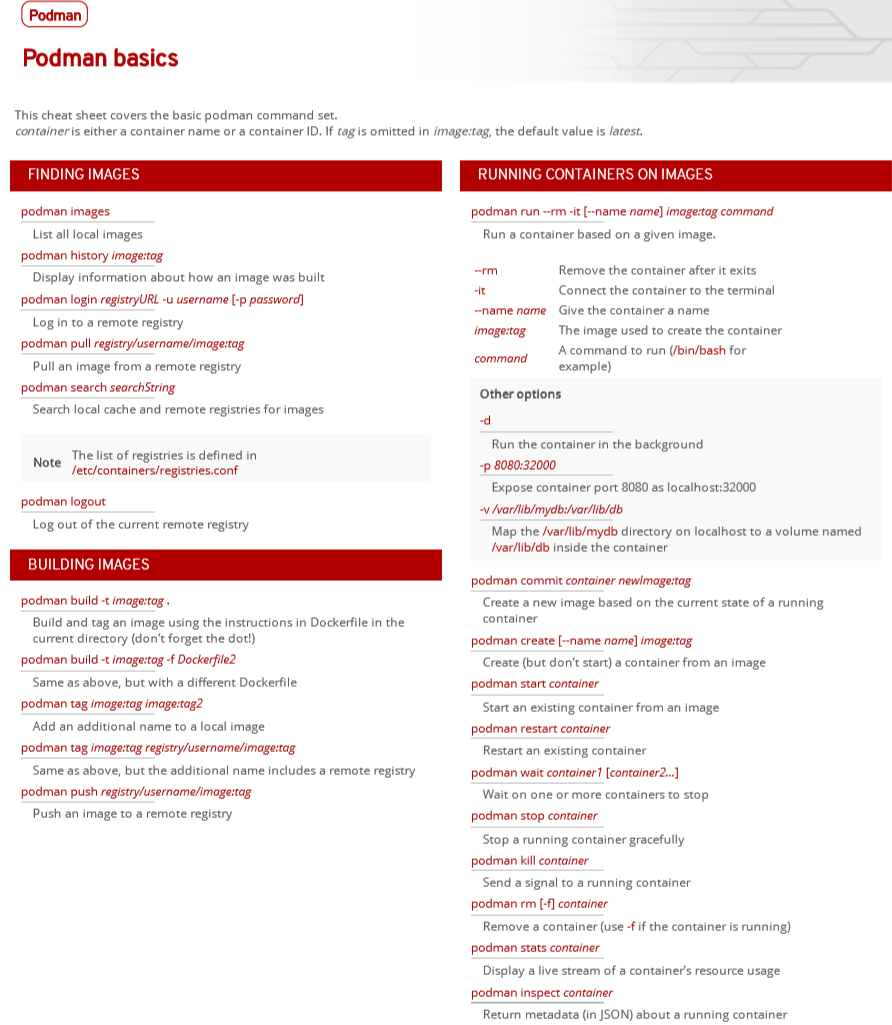 Podman
Podman basics
This cheat sheet covers the basic podman command set.
container is either a container name or a container ID. If tag is omitted in image:tag, the default value is latest.
FINDING IMAGES
podman images
List all local images
podman history image:tag
Display information about how an image was built
podman login registryURL -u username [-p password]
Log in to a remote registry
podman pull registry/username/image:tag
Pull an image from a remote registry
podman search searchString
Search local cache and remote registries for images
Note
The list of registries is defined in
/etc/containers/registries.conf
podman logout
Log out of the current remote registry
BUILDING IMAGES
podman build -t image:tag .
Build and tag an image using the instructions in Dockerfile in the
current directory (don’t forget the dot!)
podman build -t image:tag -f Dockerfile2
Same as above, but with a different Dockerfile
podman tag image:tag image:tag2
Add an additional name to a local image
podman tag image:tag registry/username/image:tag
Same as above, but the additional name includes a remote registry
podman push registry/username/image:tag
Push an image to a remote registry
RUNNING CONTAINERS ON IMAGES
podman run --rm -it [--name name] image:tag command
Run a container based on a given image.
--rm Remove the container after it exits
-it Connect the container to the terminal
--name name Give the container a name
image:tag The image used to create the container
command A command to run (/bin/bash for
example)
Other options
-d
Run the container in the background
-p 8080:32000
Expose container port 8080 as localhost:32000
-v /var/lib/mydb:/var/lib/db
Map the /var/lib/mydb directory on localhost to a volume named
/var/lib/db inside the container
podman commit container newImage:tag
Create a new image based on the current state of a running
container
podman create [--name name] image:tag
Create (but don’t start) a container from an image
podman start container
Start an existing container from an image
podman restart container
Restart an existing container
podman wait container1 [container2…]
Wait on one or more containers to stop
podman stop container
Stop a running container gracefully
podman kill container
Send a signal to a running container
podman rm [-f] container
Remove a container (use -f if the container is running)
podman stats container
Display a live stream of a container’s resource usage
podman inspect container
Return metadata (in JSON) about a running container